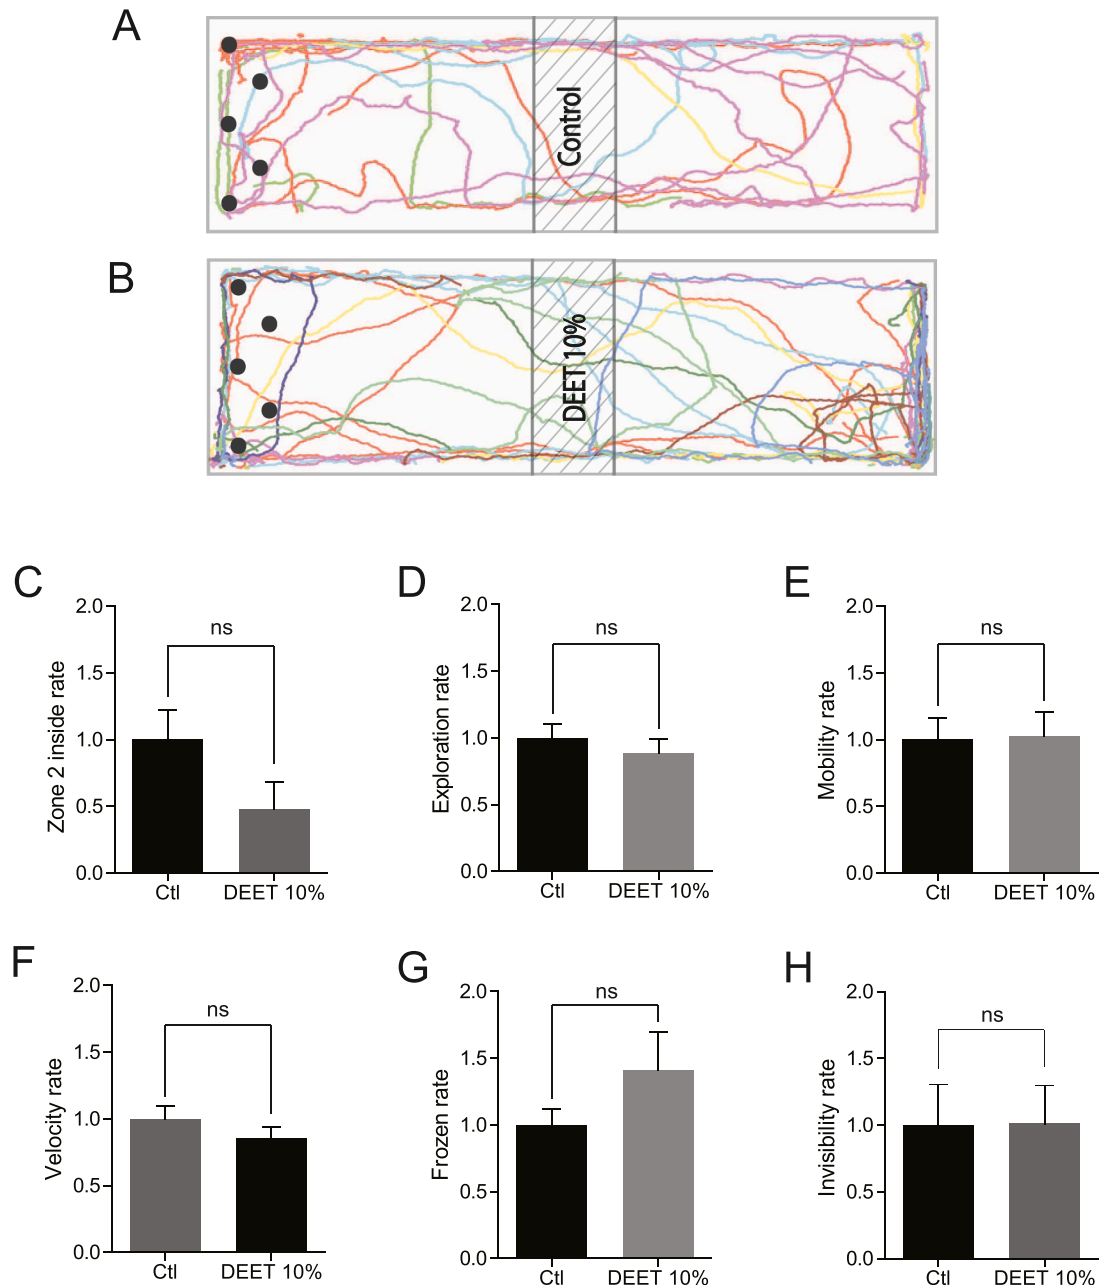 A
Control
B
DEET 10%
C
2.0
1.5
1.0
0.5
0.0
Zone 2 inside rate
ns
Ctl
DEET 10%
D
2.0
1.5
1.0
0.5
0.0
Exploration rate
ns
Ctl
DEET 10%
E
2.0
1.5
1.0
0.5
0.0
Mobility rate
ns
Ctl
DEET 10%
F
2.0
1.5
1.0
0.5
0.0
Velocity rate
ns
Ctl
DEET 10%
G
2.0
1.5
1.0
0.5
0.0
Frozen rate
ns
Ctl
DEET 10%
H
2.0
1.5
1.0
0.5
0.0
Invisibility rate
ns
Ctl
DEET 10%